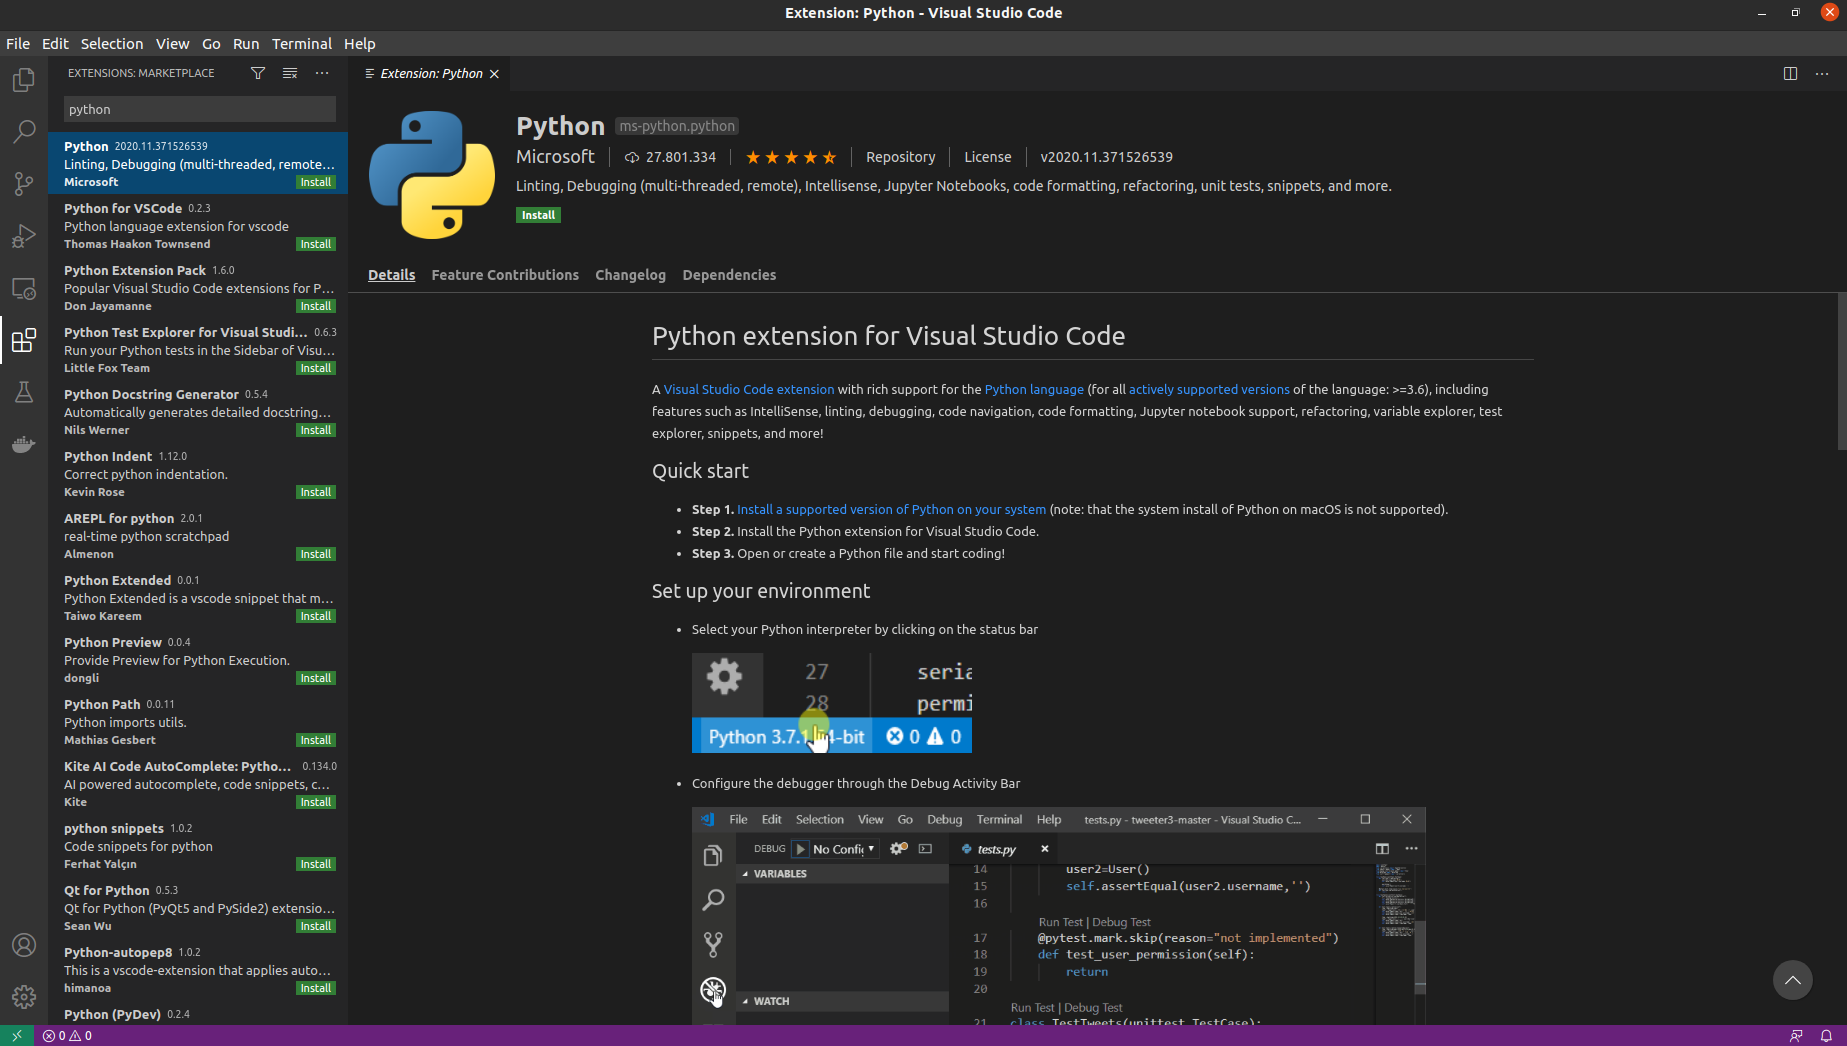 Extension: Python - Visual Studio Code
File Edit Selection View Go Run Terminal Help
EXTENSIONS: MARKETPLACE
python
Python 2020.11.371526539
Linting, Debugging (multi-threaded, remote...
Microsoft Install
Python for VSCode 0.2.3
Python language extension for vscode
Thomas Haakon Townsend Install
Python Extension Pack 1.6.0
Popular Visual Studio Code extensions for P...
Don Jayamanne Install
Python Test Explorer for Visual Studi... 0.6.3
Run your Python tests in the Sidebar of Visu...
Little Fox Team Install
Python Docstring Generator 0.5.4
Automatically generates detailed docstring...
Nils Werner Install
Python Indent 1.12.0
Correct python indentation.
Kevin Rose Install
AREPL for python 2.0.1
real-time python scratchpad
Almenon Install
Python Extended 0.0.1
Python Extended is a vscode snippet that m...
Taiwo Kareem Install
Python Preview 0.0.4
Provide Preview for Python Execution.
dongli Install
Python Path 0.0.11
Python imports utils.
Mathias Gesbert Install
Kite AI Code AutoComplete: Pytho... 0.134.0
AI powered autocomplete, code snippets, c...
Kite Install
python snippets 1.0.2
Code snippets for python
Ferhat Yalçın Install
Qt for Python 0.5.3
Qt for Python (PyQt5 and PySide2) extensio...
Sean Wu Install
Python-autopep8 1.0.2
This is a vscode-extension that applies auto...
himanoa Install
Python (PyDev) 0.2.4
Extension: Python
Python ms-python.python
Microsoft 27.801.334 Repository License v2020.11.371526539
Linting, Debugging (multi-threaded, remote), Intellisense, Jupyter Notebooks, code formatting, refactoring, unit tests, snippets, and more.
Install
Details Feature Contributions Changelog Dependencies
Python extension for Visual Studio Code
A Visual Studio Code extension with rich support for the Python language (for all actively supported versions of the language: >=3.6), including
features such as IntelliSense, linting, debugging, code navigation, code formatting, Jupyter notebook support, refactoring, variable explorer, test
explorer, snippets, and more!
Quick start
• Step 1. Install a supported version of Python on your system (note: that the system install of Python on macOS is not supported).
• Step 2. Install the Python extension for Visual Studio Code.
• Step 3. Open or create a Python file and start coding!
Set up your environment
• Select your Python interpreter by clicking on the status bar
27 seria
28 permi
Python 3.7.1 4-bit 0 0
• Configure the debugger through the Debug Activity Bar
File Edit Selection View Go Debug Terminal Help tests.py - tweeter3-master - Visual Studio C...
DEBUG No Config tests.py
VARIABLES
14 user2=User()
15 self.assertEqual(user2.username,'')
16
Run Test | Debug Test
17 @pytest.mark.skip(reason="not implemented")
18 def test_user_permission(self):
19 return
20
WATCH
Run Test | Debug Test
21 class TestTweets(unittest.TestCase):
0 0